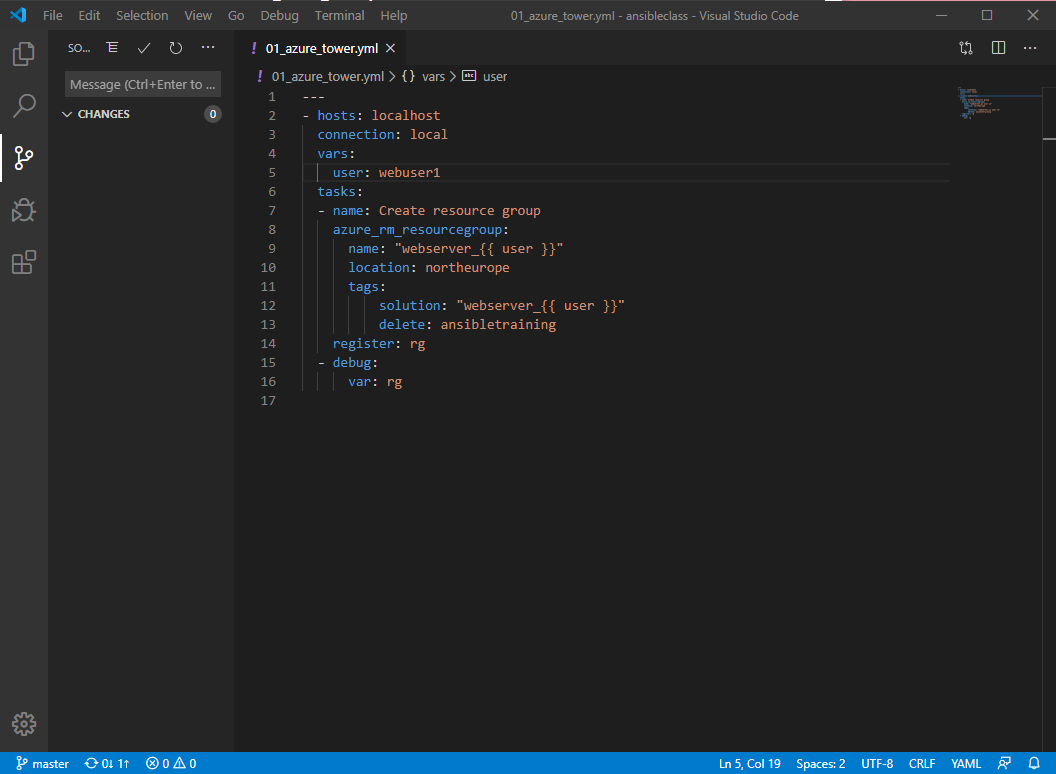 File Edit Selection View Go Debug Terminal Help 01_azure_tower.yml - ansibleclass - Visual Studio Code
SO...
Message (Ctrl+Enter to ...
CHANGES 0
! 01_azure_tower.yml
! 01_azure_tower.yml > {} vars > abc user
1 ---
2 - hosts: localhost
3 connection: local
4 vars:
5 user: webuser1
6 tasks:
7 - name: Create resource group
8 azure_rm_resourcegroup:
9 name: "webserver_{{ user }}"
10 location: northeurope
11 tags:
12 solution: "webserver_{{ user }}"
13 delete: ansibletraining
14 register: rg
15 - debug:
16 var: rg
17
master 0↓ 1↑ 0 0 Ln 5, Col 19 Spaces: 2 UTF-8 CRLF YAML